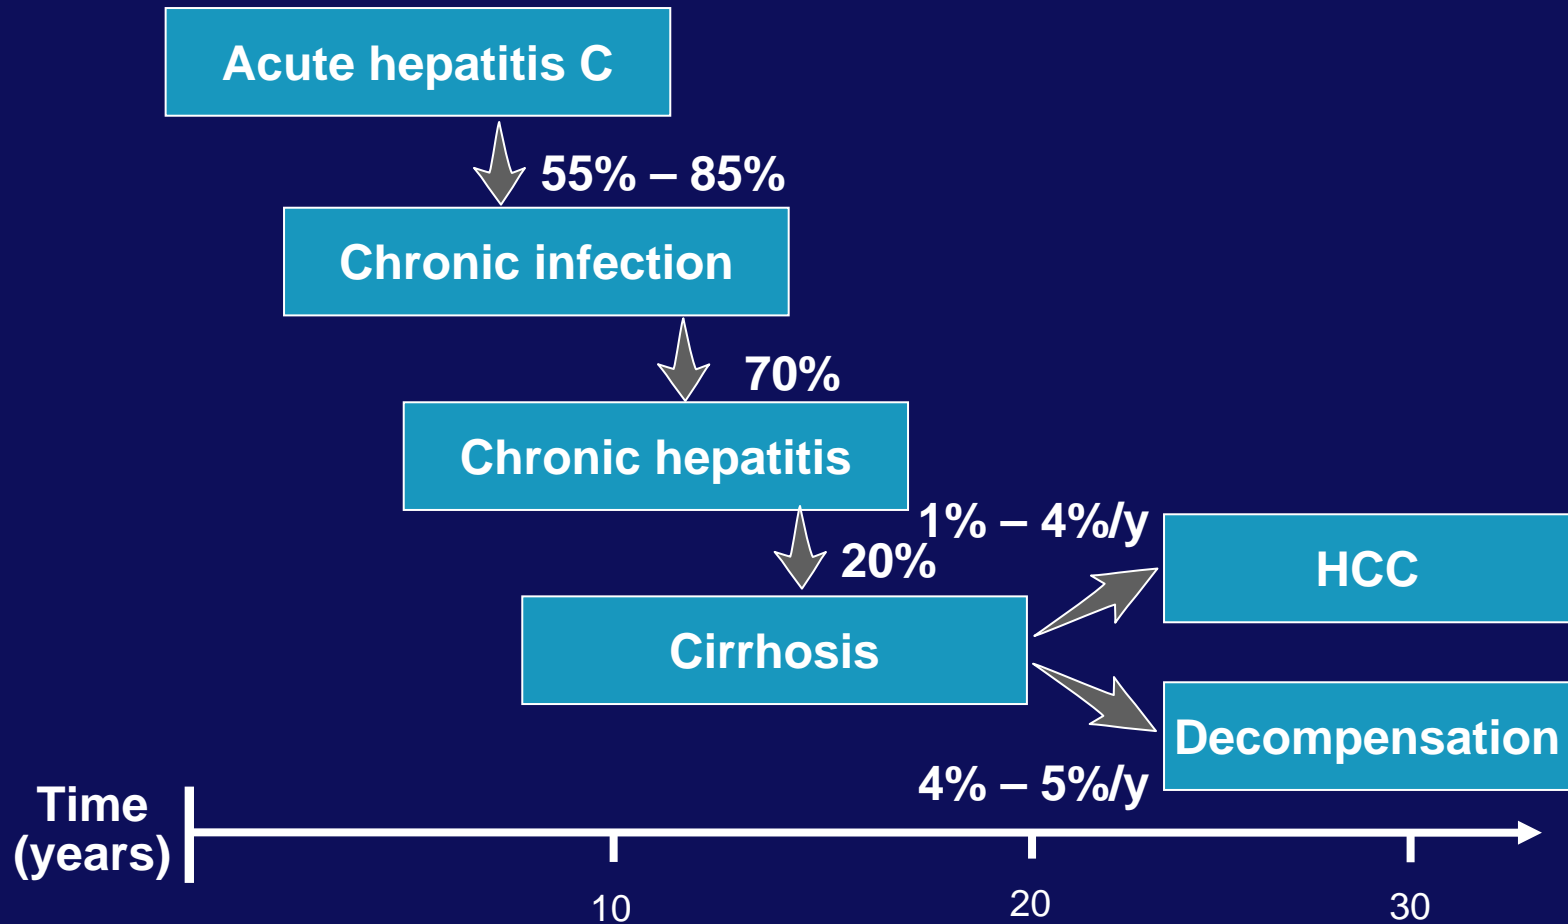 Acute hepatitis C
55% – 85%
Chronic infection
70%
Chronic hepatitis
20%
1% – 4%/y
HCC
Cirrhosis
Decompensation
4% – 5%/y
Time
(years)
10
20
30